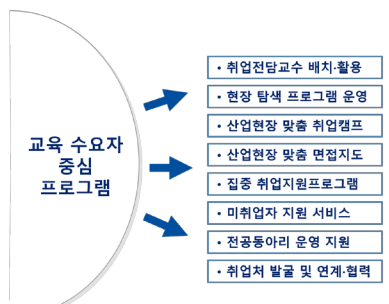 교육 수요자
중심
프로그램
• 취업전담교수 배치·활용
• 현장 탐색 프로그램 운영
• 산업현장 맞춤 취업캠프
• 산업현장 맞춤 면접지도
• 집중 취업지원프로그램
• 미취업자 지원 서비스
• 전공동아리 운영 지원
• 취업처 발굴 및 연계·협력